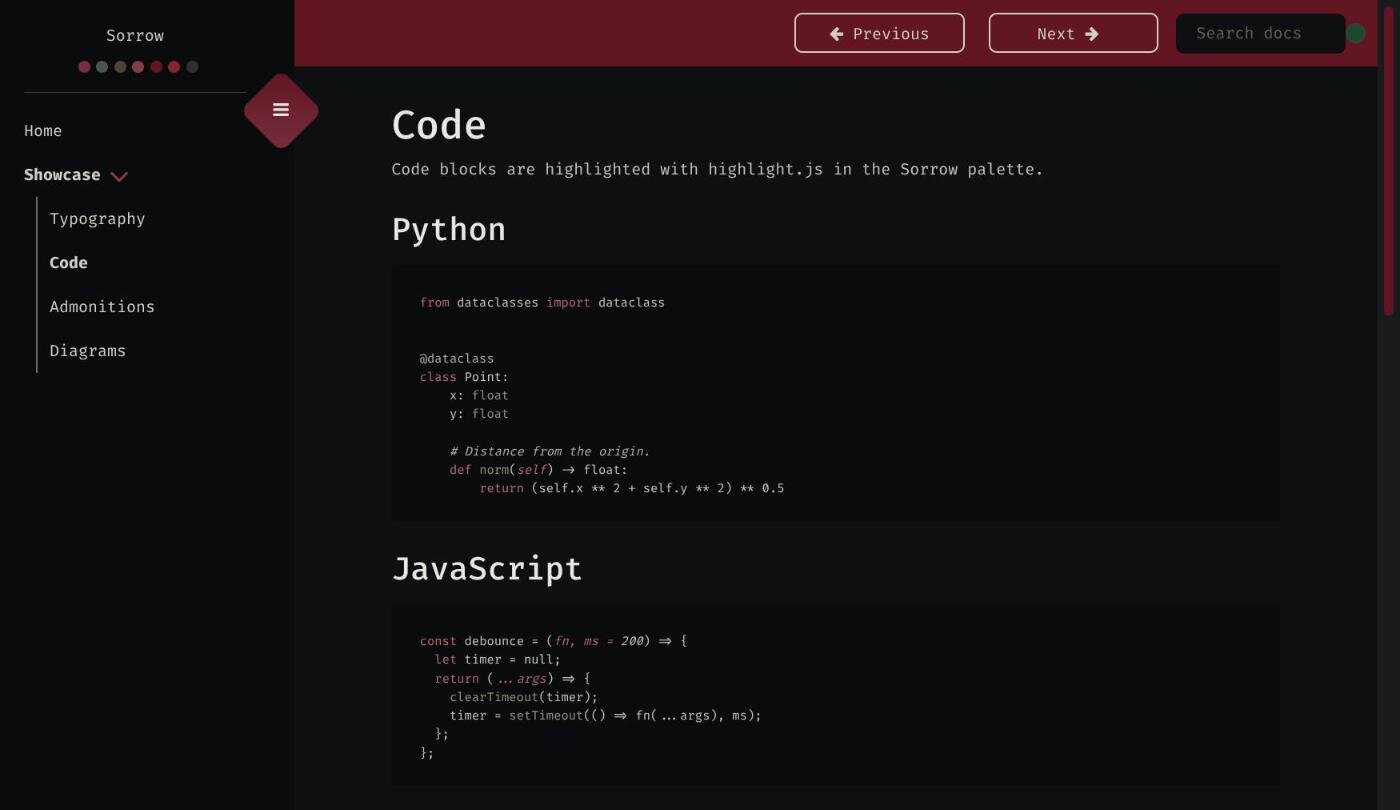 Sorrow
Home
Showcase
Typography
Code
Admonitions
Diagrams
Previous
Next
Search docs
Code
Code blocks are highlighted with highlight.js in the Sorrow palette.
Python
from dataclasses import dataclass
@dataclass
class Point:
    x: float
    y: float
    # Distance from the origin.
    def norm(self) -> float:
        return (self.x ** 2 + self.y ** 2) ** 0.5
JavaScript
const debounce = (fn, ms = 200) => {
  let timer = null;
  return (...args) => {
    clearTimeout(timer);
    timer = setTimeout(() => fn(...args), ms);
  };
};